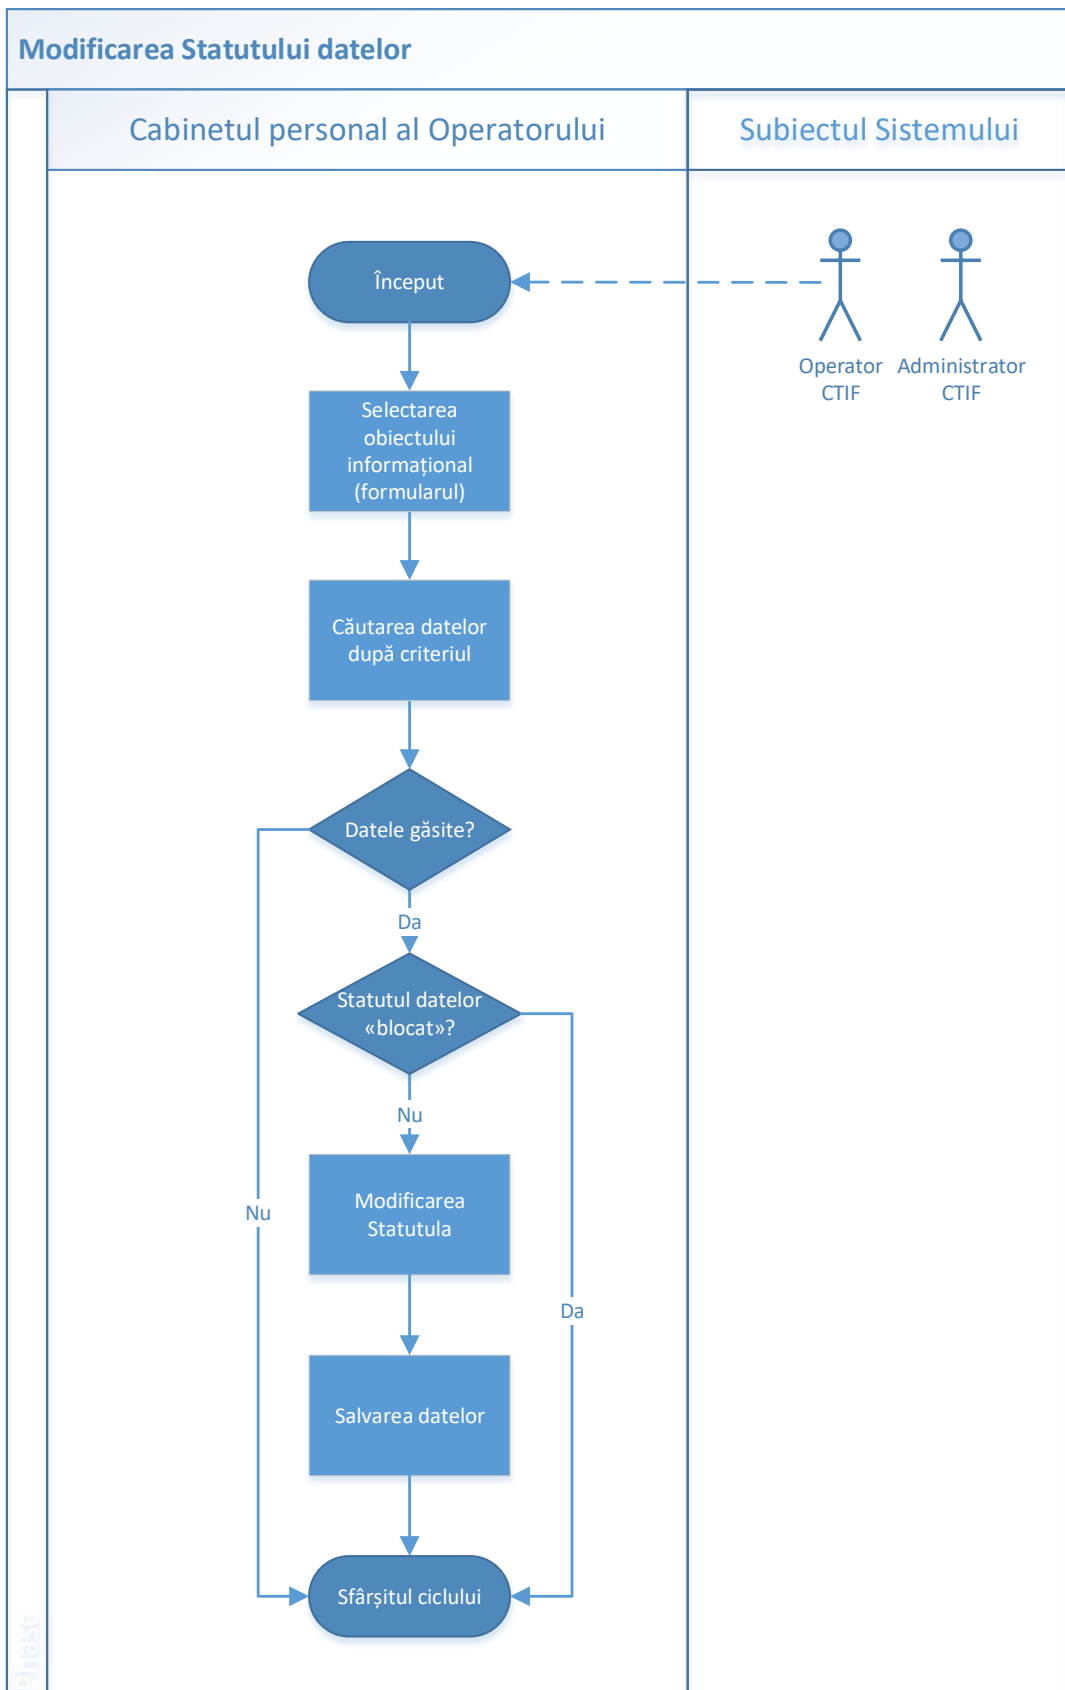 Modificarea Statutului datelor
Cabinetul personal al Operatorului
Subiectul Sistemului
Început
Operator
CTIF
Administrator
CTIF
Selectarea
obiectului
informațional
(formularul)
Căutarea datelor
după criteriul
Datele găsite?
Da
Statutul datelor
«blocat»?
Nu
Modificarea
Statutula
Nu
Da
Salvarea datelor
Sfârșitul ciclului
Phase